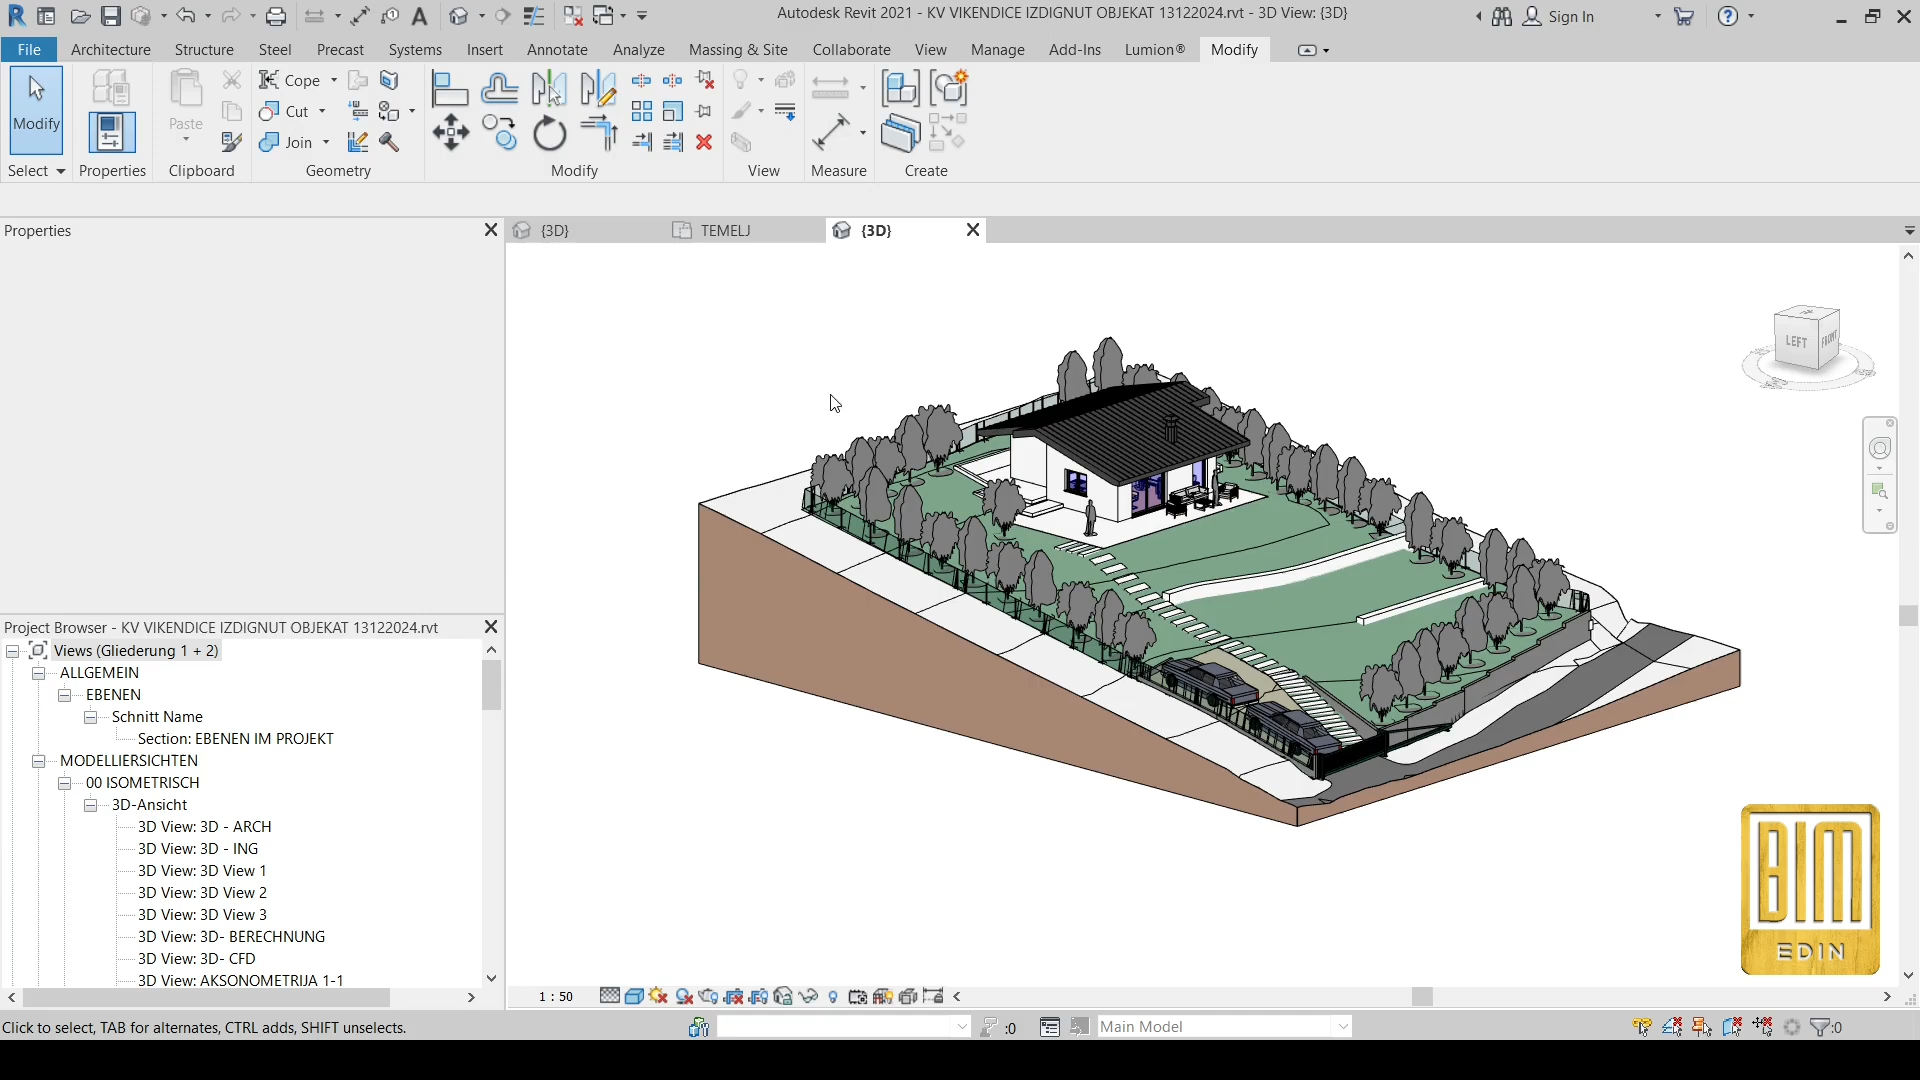 Autodesk Revit 2021 - KV VIKENDICE IZDIGNUT OBJEKAT 13122024.rvt - 3D View: {3D}
Sign In
File Architecture Structure Steel Precast Systems Insert Annotate Analyze Massing & Site Collaborate View Manage Add-Ins Lumion® Modify
Modify
Paste
Cope
Cut
Join
Select Properties Clipboard Geometry Modify View Measure Create
Properties
{3D} TEMELJ {3D}
LEFT FRONT
Project Browser - KV VIKENDICE IZDIGNUT OBJEKAT 13122024.rvt
Views (Gliederung 1 + 2)
ALLGEMEIN
EBENEN
Schnitt Name
Section: EBENEN IM PROJEKT
MODELLIERSICHTEN
00 ISOMETRISCH
3D-Ansicht
3D View: 3D - ARCH
3D View: 3D - ING
3D View: 3D View 1
3D View: 3D View 2
3D View: 3D View 3
3D View: 3D- BERECHNUNG
3D View: 3D- CFD
3D View: AKSONOMETRIJA 1-1
BIM
EDIN
1 : 50
Click to select, TAB for alternates, CTRL adds, SHIFT unselects.
:0
Main Model
:0